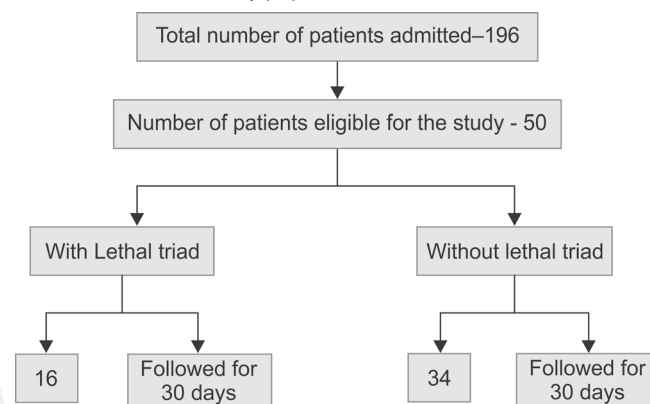 Total number of patients admitted–196
Number of patients eligible for the study - 50
With Lethal triad
Without lethal triad
16
Followed for
30 days
34
Followed for
30 days